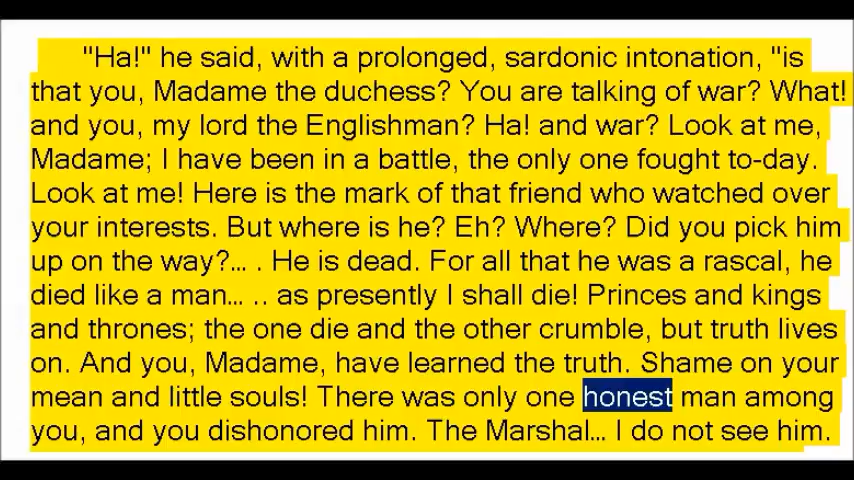 "Ha!" he said, with a prolonged, sardonic intonation, "is
that you, Madame the duchess? You are talking of war? What!
and you, my lord the Englishman? Ha! and war? Look at me,
Madame; I have been in a battle, the only one fought to-day.
Look at me! Here is the mark of that friend who watched over
your interests. But where is he? Eh? Where? Did you pick him
up on the way?... . He is dead. For all that he was a rascal, he
died like a man... .. as presently I shall die! Princes and kings
and thrones; the one die and the other crumble, but truth lives
on. And you, Madame, have learned the truth. Shame on your
mean and little souls! There was only one honest man among
you, and you dishonored him. The Marshal... I do not see him.